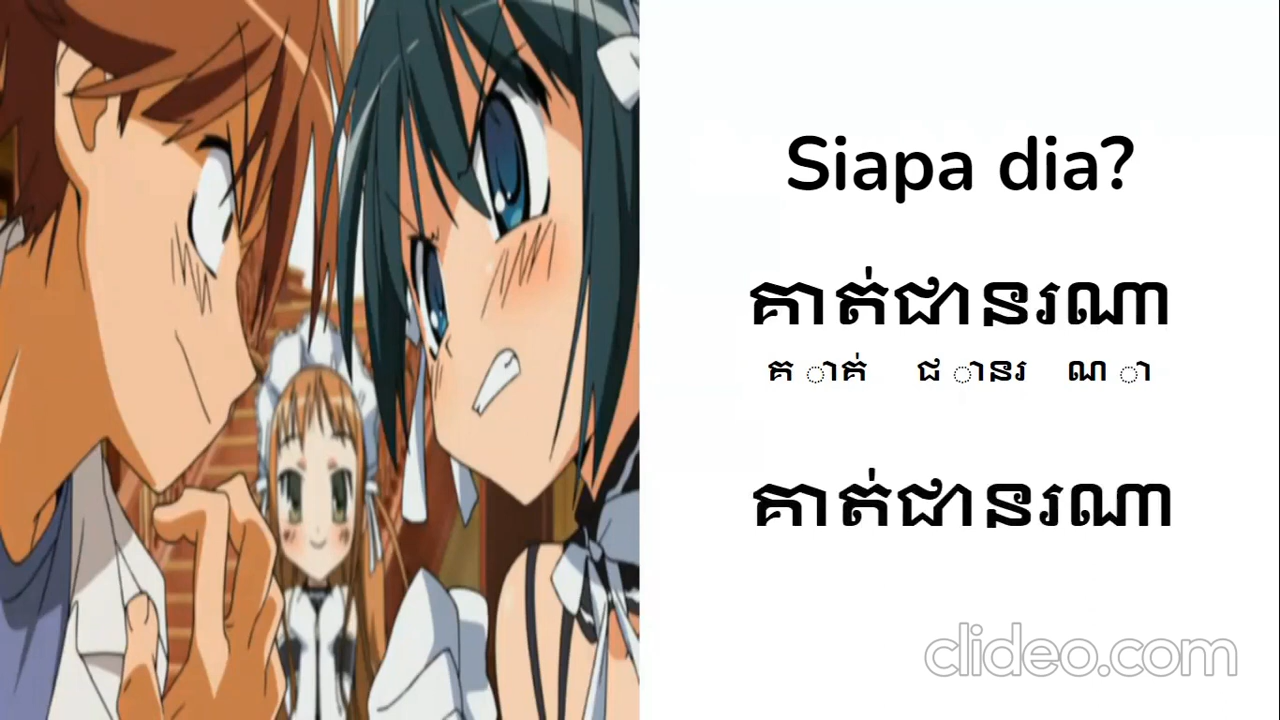 Siapa dia?
គាត់ជានរណា
គ ាគ់ ជ ានរ ណ ា
គាត់ជានរណា
clideo.com